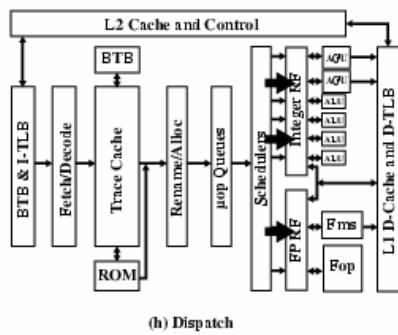 L2 Cache and Control
BTB
BTB & I-TLB
Fetch/Decode
Trace Cache
ROM
Rename/Alloc
µop Queues
Schedulers
Integer RF
FP RF
AGU
AGU
ALU
ALU
ALU
ALU
Fms
Fop
L1 D-Cache and D-TLB
(h) Dispatch